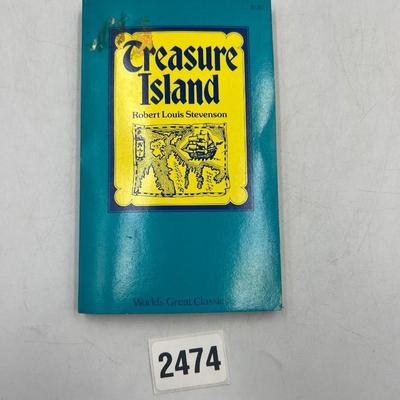 Treasure
Island
Robert Louis Stevenson
World's Great Classics
2474